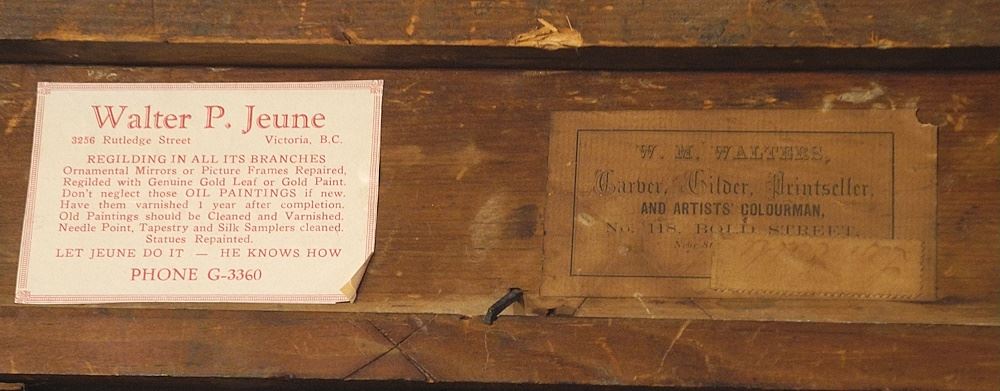 Walter P. Jeune
3256 Rutledge Street Victoria, B.C.
REGILDING IN ALL ITS BRANCHES
Ornamental Mirrors or Picture Frames Repaired,
Regilded with Genuine Gold Leaf or Gold Paint.
Don't neglect those OIL PAINTINGS if new.
Have them varnished 1 year after completion.
Old Paintings should be Cleaned and Varnished.
Needle Point, Tapestry and Silk Samplers cleaned.
Statues Repainted.
LET JEUNE DO IT — HE KNOWS HOW
PHONE G-3360
W. M. WALTERS,
Carver, Gilder, Printseller,
AND ARTISTS' COLOURMAN,
No. 118, BOLD STREET,